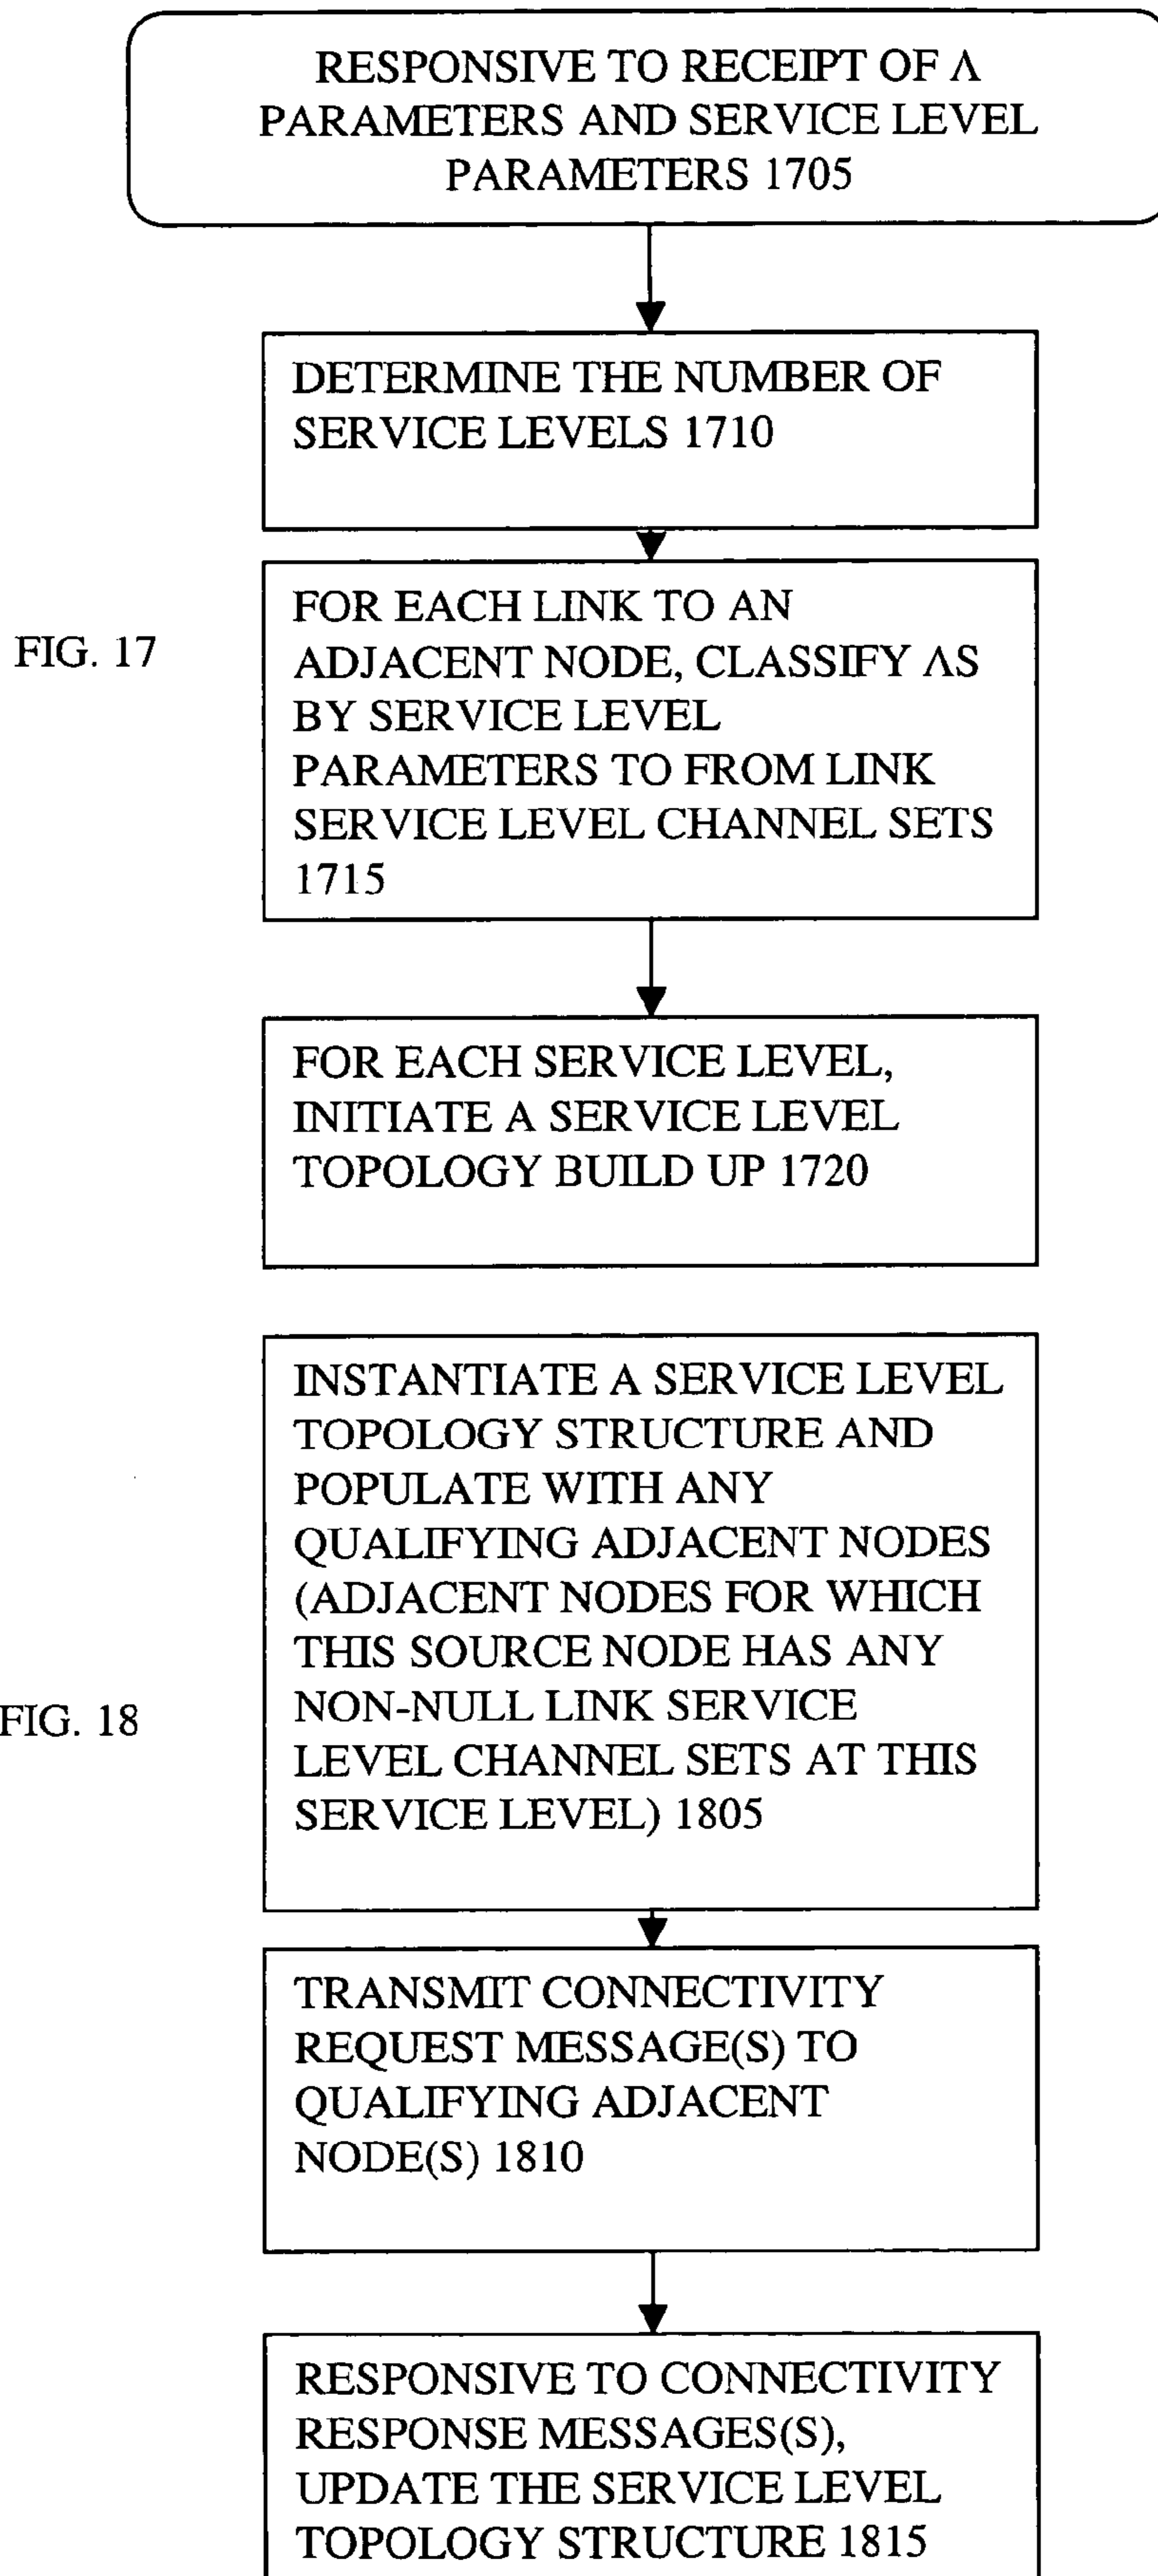 RESPONSIVE TO RECEIPT OF Λ
PARAMETERS AND SERVICE LEVEL
PARAMETERS 1705
DETERMINE THE NUMBER OF
SERVICE LEVELS 1710
FIG. 17
FOR EACH LINK TO AN
ADJACENT NODE, CLASSIFY ΛS
BY SERVICE LEVEL
PARAMETERS TO FROM LINK
SERVICE LEVEL CHANNEL SETS
1715
FOR EACH SERVICE LEVEL,
INITIATE A SERVICE LEVEL
TOPOLOGY BUILD UP 1720
FIG. 18
INSTANTIATE A SERVICE LEVEL
TOPOLOGY STRUCTURE AND
POPULATE WITH ANY
QUALIFYING ADJACENT NODES
(ADJACENT NODES FOR WHICH
THIS SOURCE NODE HAS ANY
NON-NULL LINK SERVICE
LEVEL CHANNEL SETS AT THIS
SERVICE LEVEL) 1805
TRANSMIT CONNECTIVITY
REQUEST MESSAGE(S) TO
QUALIFYING ADJACENT
NODE(S) 1810
RESPONSIVE TO CONNECTIVITY
RESPONSE MESSAGES(S),
UPDATE THE SERVICE LEVEL
TOPOLOGY STRUCTURE 1815